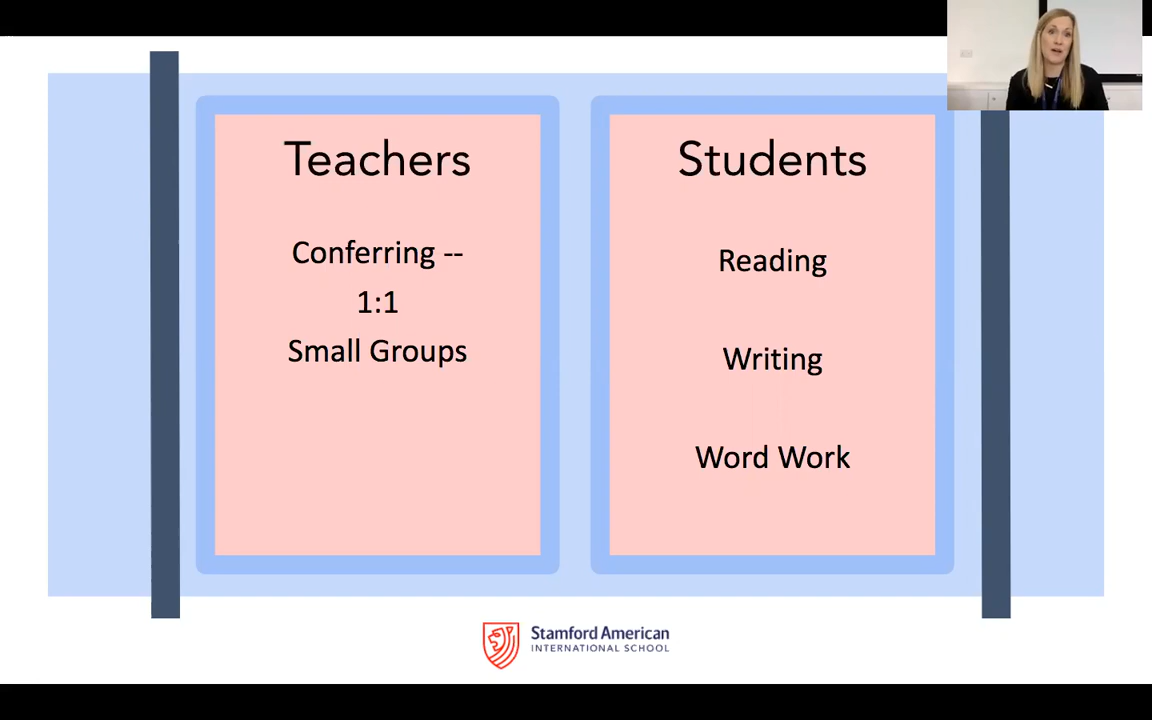 Teachers
Conferring --
1:1
Small Groups
Students
Reading
Writing
Word Work
Stamford American
INTERNATIONAL SCHOOL